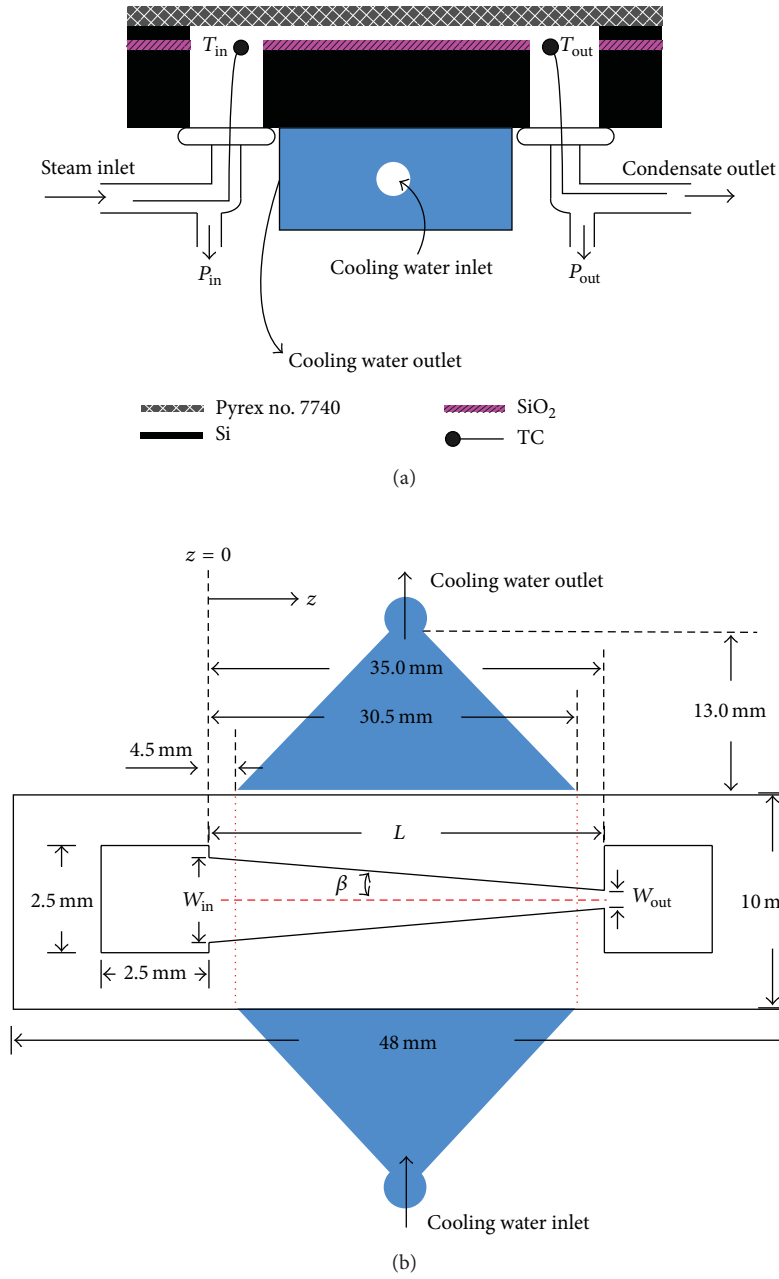 T_in
T_out
Steam inlet
Condensate outlet
P_in
Cooling water inlet
P_out
Cooling water outlet
Pyrex no. 7740
SiO₂
Si
TC
(a)
z = 0
Cooling water outlet
z
35.0 mm
30.5 mm
13.0 mm
4.5 mm
L
β
2.5 mm
W_in
W_out
10 m
2.5 mm
48 mm
Cooling water inlet
(b)